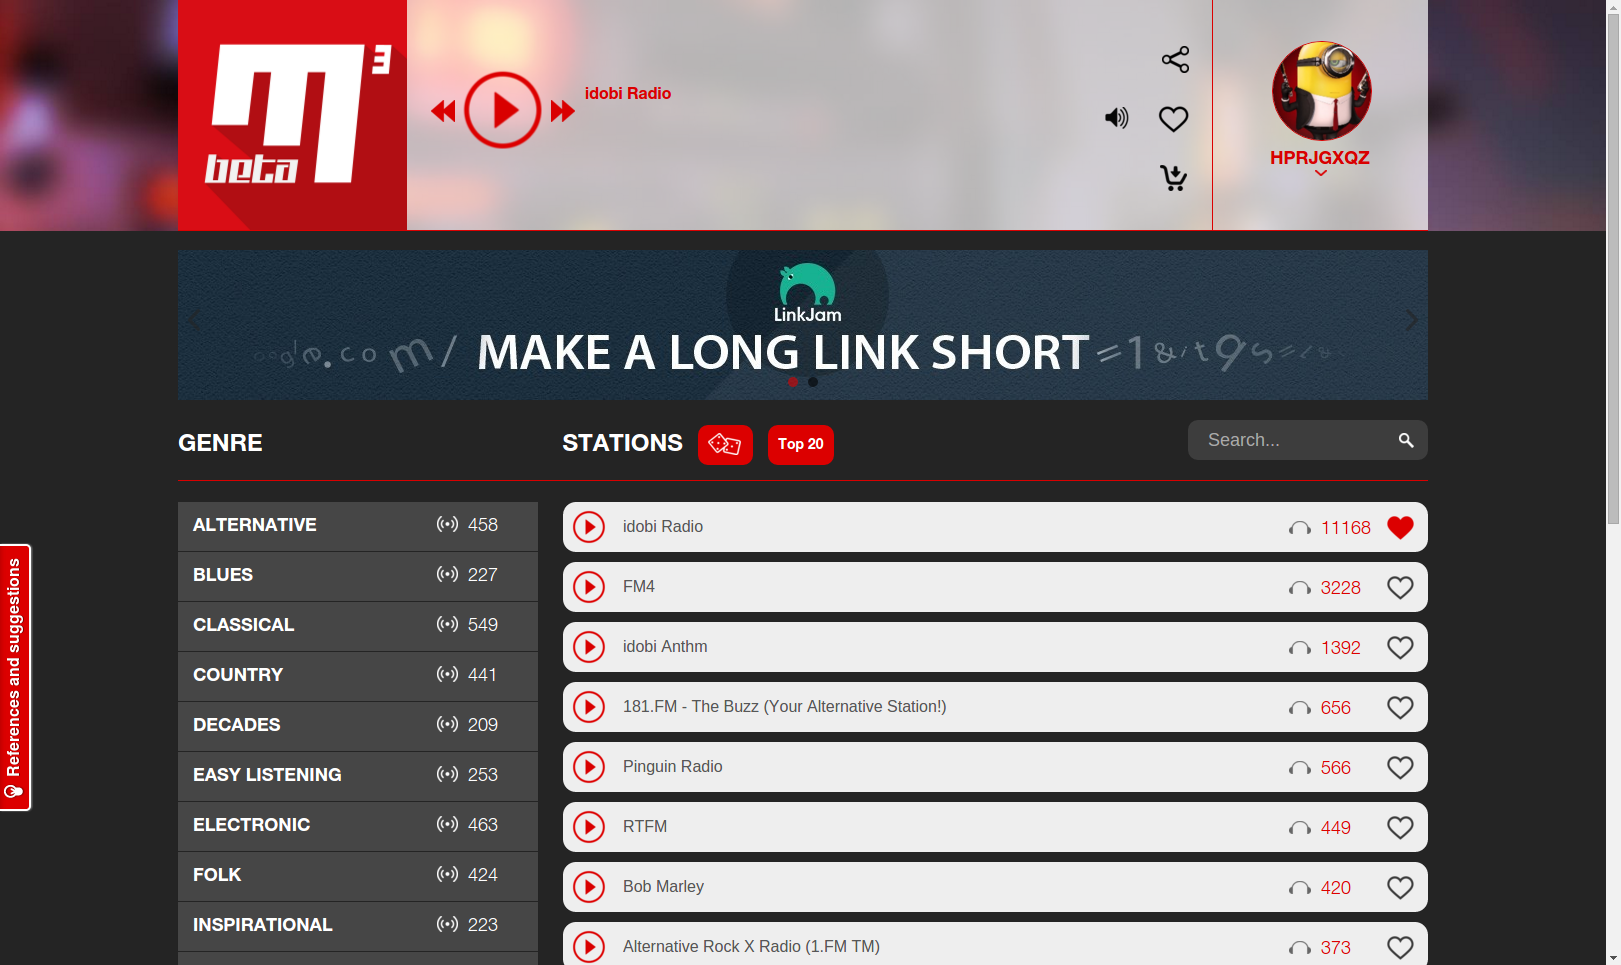 m3
beta
idobi Radio
HPRJGXQZ
LinkJam
oogle.com/ MAKE A LONG LINK SHORT =1&/t9s=1&
GENRE
STATIONS
Top 20
Search...
ALTERNATIVE 458
BLUES 227
CLASSICAL 549
COUNTRY 441
DECADES 209
EASY LISTENING 253
ELECTRONIC 463
FOLK 424
INSPIRATIONAL 223
idobi Radio 11168
FM4 3228
idobi Anthm 1392
181.FM - The Buzz (Your Alternative Station!) 656
Pinguin Radio 566
RTFM 449
Bob Marley 420
Alternative Rock X Radio (1.FM TM) 373
References and suggestions